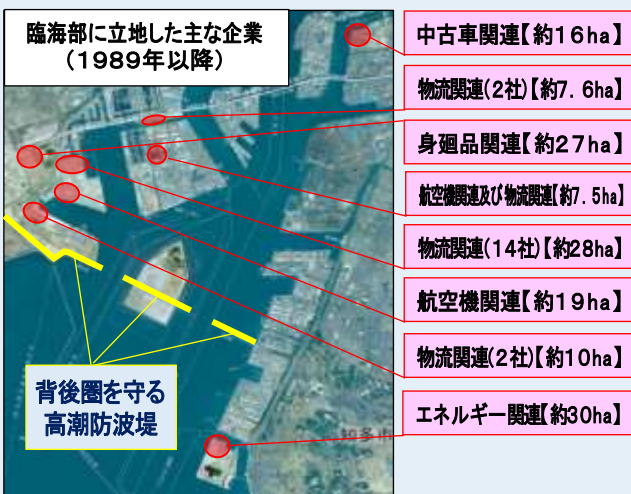 臨海部に立地した主な企業
（1989年以降）
中古車関連【約16ha】
物流関連(2社)【約7.6ha】
身廻品関連【約27ha】
航空機関連及び物流関連【約7.5ha】
物流関連(14社)【約28ha】
航空機関連【約19ha】
物流関連(2社)【約10ha】
エネルギー関連【約30ha】
背後圏を守る
高潮防波堤
知多市